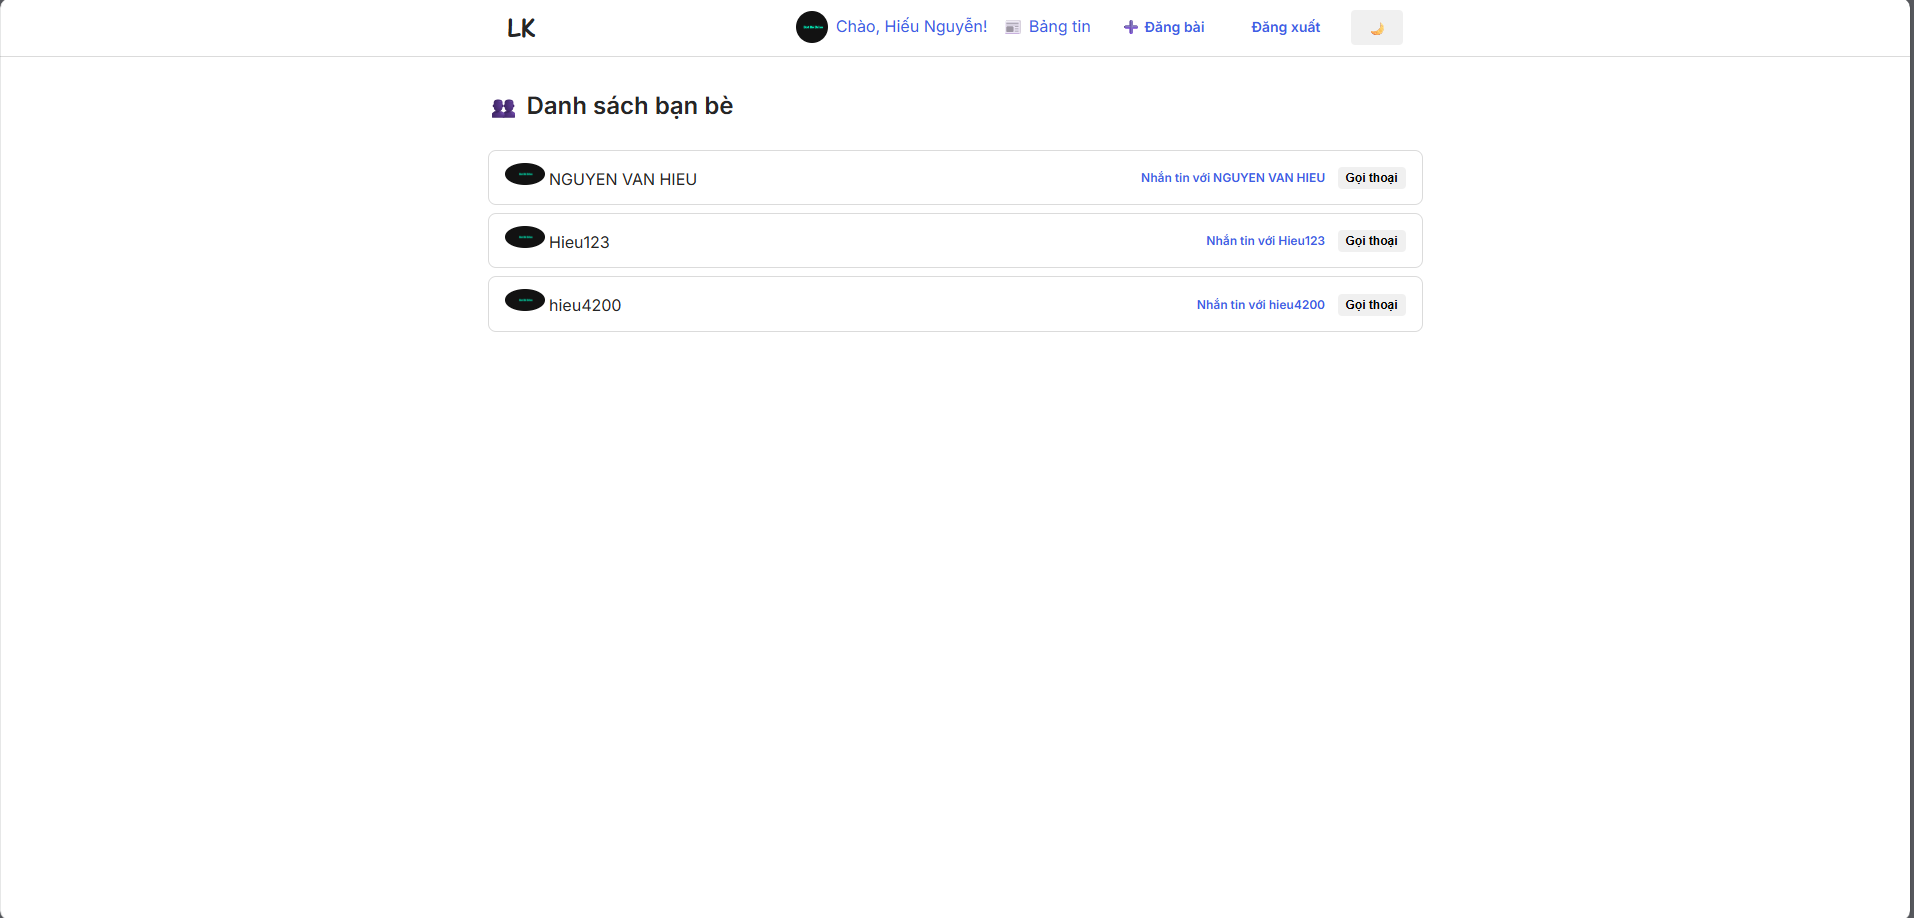 LK
Chào, Hiếu Nguyễn! Bảng tin Đăng bài Đăng xuất
Danh sách bạn bè
NGUYEN VAN HIEU Nhắn tin với NGUYEN VAN HIEU Gọi thoại
Hieu123 Nhắn tin với Hieu123 Gọi thoại
hieu4200 Nhắn tin với hieu4200 Gọi thoại